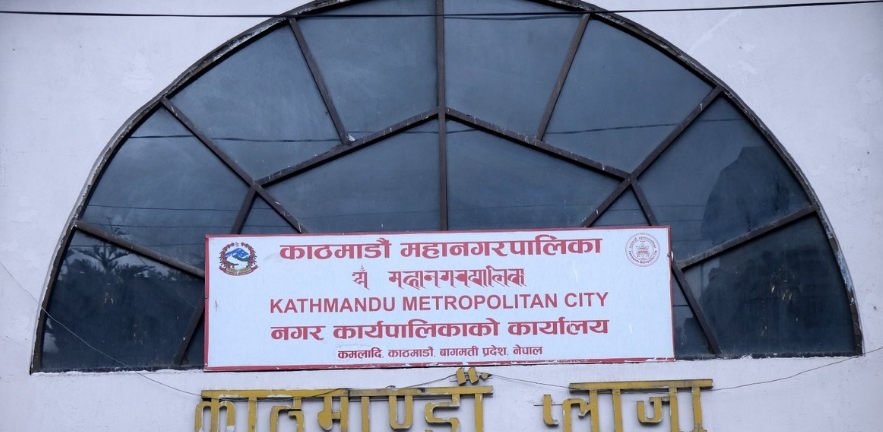 काठमाडौं महानगरपालिका
KATHMANDU METROPOLITAN CITY
नगर कार्यपालिकाको कार्यालय
कमलादि, काठमाडौं, बागमती प्रदेश, नेपाल
काठमाण्डौं प्लाजा